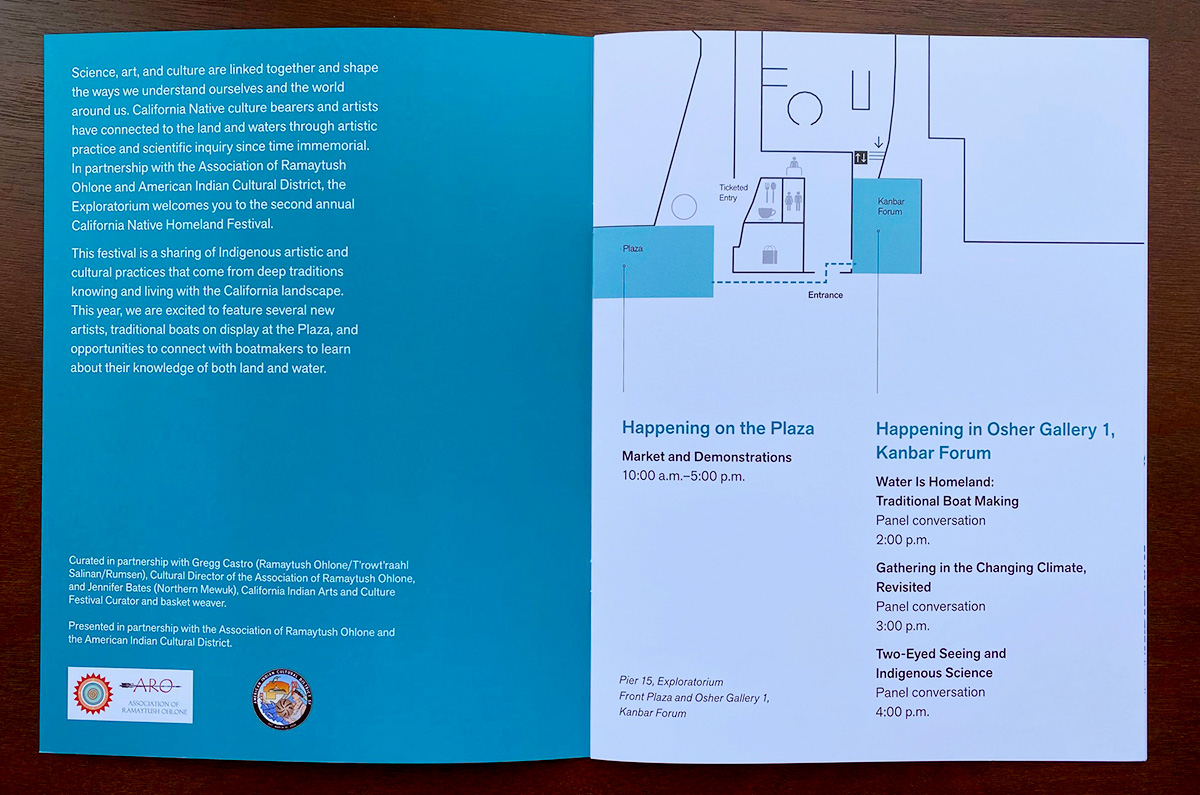 Science, art, and culture are linked together and shape
the ways we understand ourselves and the world
around us. California Native culture bearers and artists
have connected to the land and waters through artistic
practice and scientific inquiry since time immemorial.
In partnership with the Association of Ramaytush
Ohlone and American Indian Cultural District, the
Exploratorium welcomes you to the second annual
California Native Homeland Festival.
This festival is a sharing of Indigenous artistic and
cultural practices that come from deep traditions
knowing and living with the California landscape.
This year, we are excited to feature several new
artists, traditional boats on display at the Plaza, and
opportunities to connect with boatmakers to learn
about their knowledge of both land and water.
Curated in partnership with Gregg Castro (Ramaytush Ohlone/T'rowt'raahl
Salinan/Rumsen), Cultural Director of the Association of Ramaytush Ohlone,
and Jennifer Bates (Northern Mewuk), California Indian Arts and Culture
Festival Curator and basket weaver.
Presented in partnership with the Association of Ramaytush Ohlone and
the American Indian Cultural District.
ARO
ASSOCIATION OF
RAMAYTUSH OHLONE
AMERICAN INDIAN CULTURAL DISTRICT
Ticketed
Entry
Kanbar
Forum
Plaza
Entrance
Happening on the Plaza
Market and Demonstrations
10:00 a.m.–5:00 p.m.
Happening in Osher Gallery 1,
Kanbar Forum
Water Is Homeland:
Traditional Boat Making
Panel conversation
2:00 p.m.
Gathering in the Changing Climate,
Revisited
Panel conversation
3:00 p.m.
Two-Eyed Seeing and
Indigenous Science
Panel conversation
4:00 p.m.
Pier 15, Exploratorium
Front Plaza and Osher Gallery 1,
Kanbar Forum